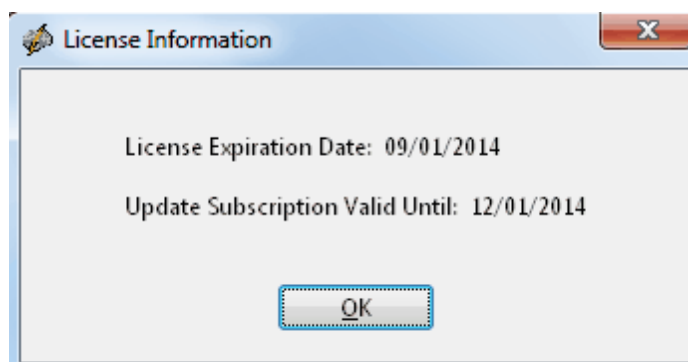 License Information
License Expiration Date: 09/01/2014
Update Subscription Valid Until: 12/01/2014
OK